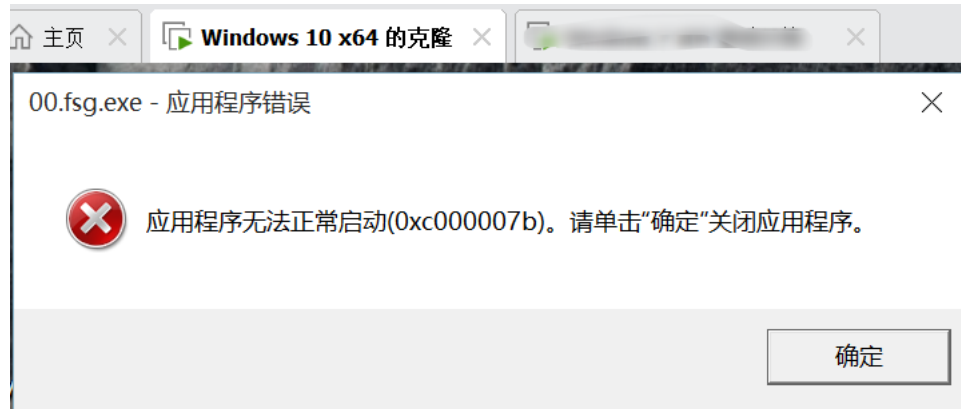 主页
Windows 10 x64 的克隆
00.fsg.exe - 应用程序错误
应用程序无法正常启动(0xc000007b)。请单击“确定”关闭应用程序。
确定